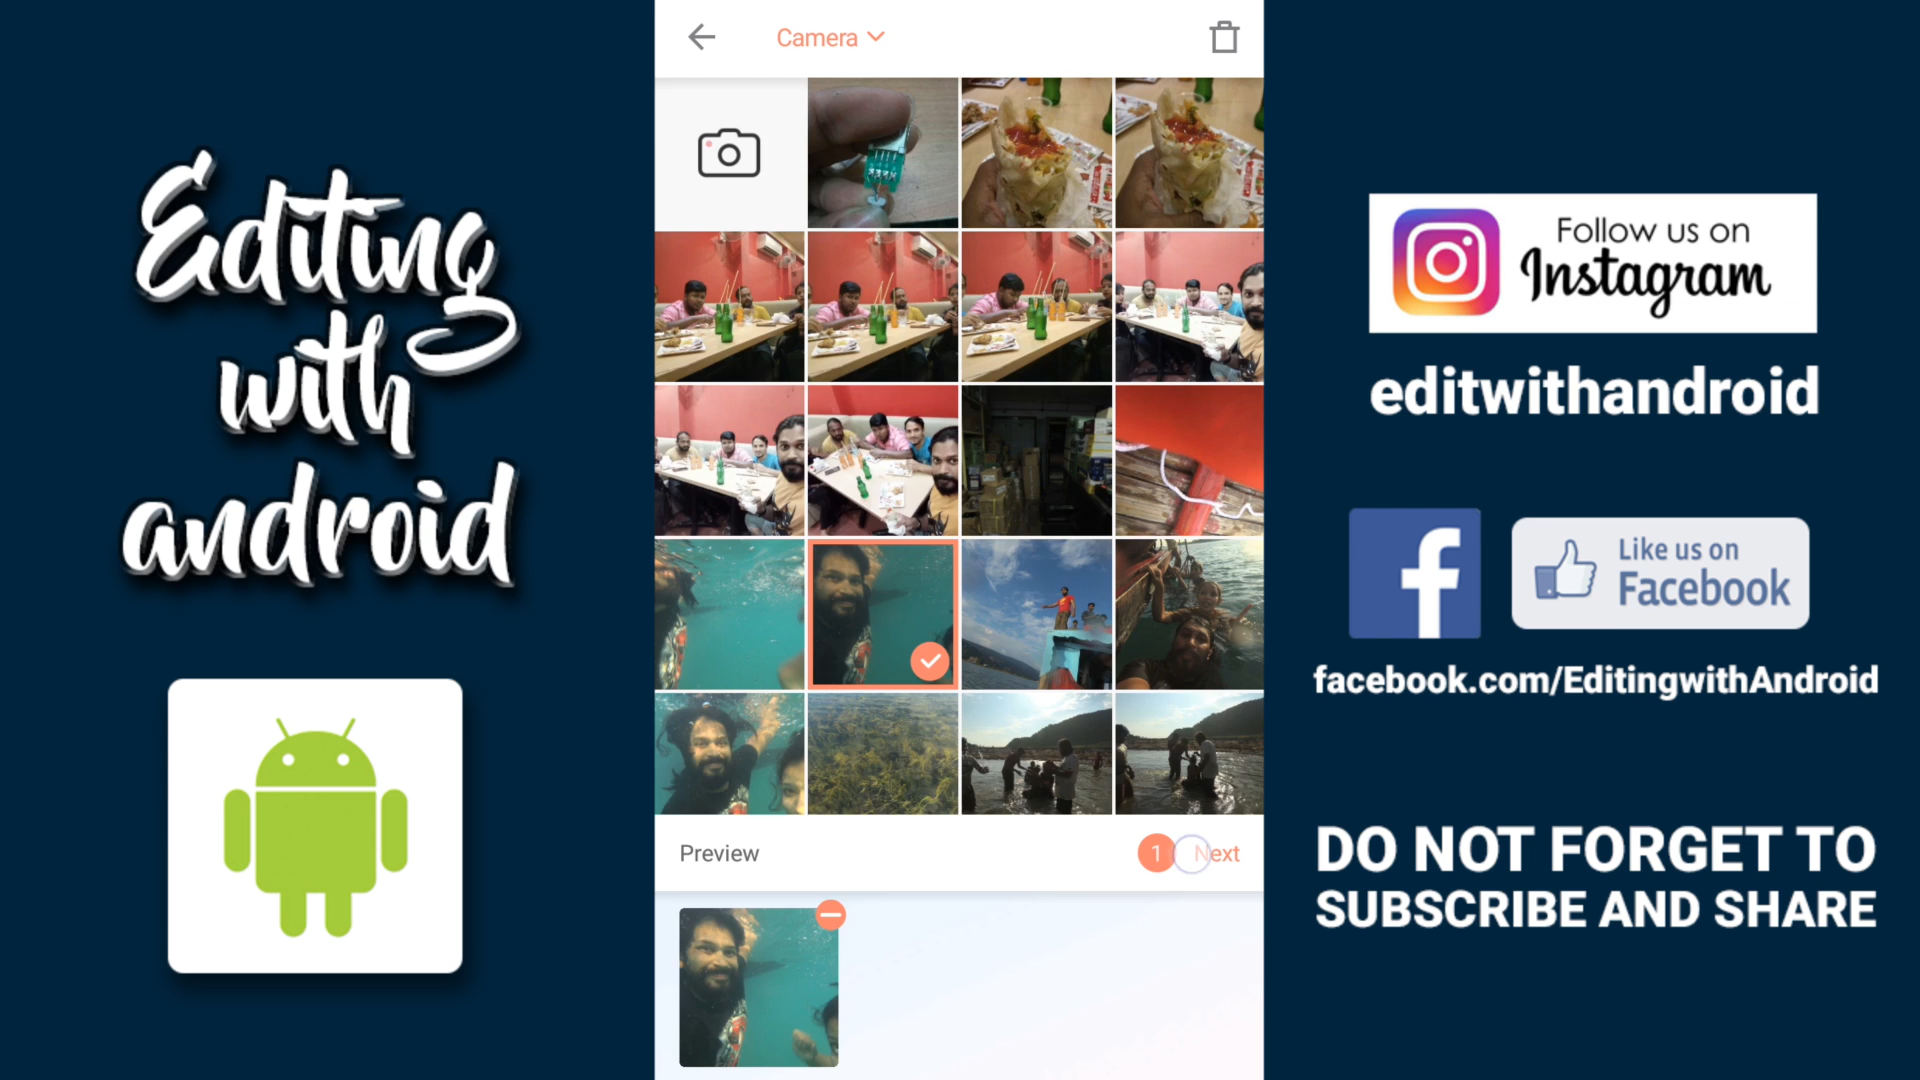 Editing
with
android
Camera
Preview
1
Next
Follow us on
Instagram
editwithandroid
f
Like us on
Facebook
facebook.com/EditingwithAndroid
DO NOT FORGET TO
SUBSCRIBE AND SHARE